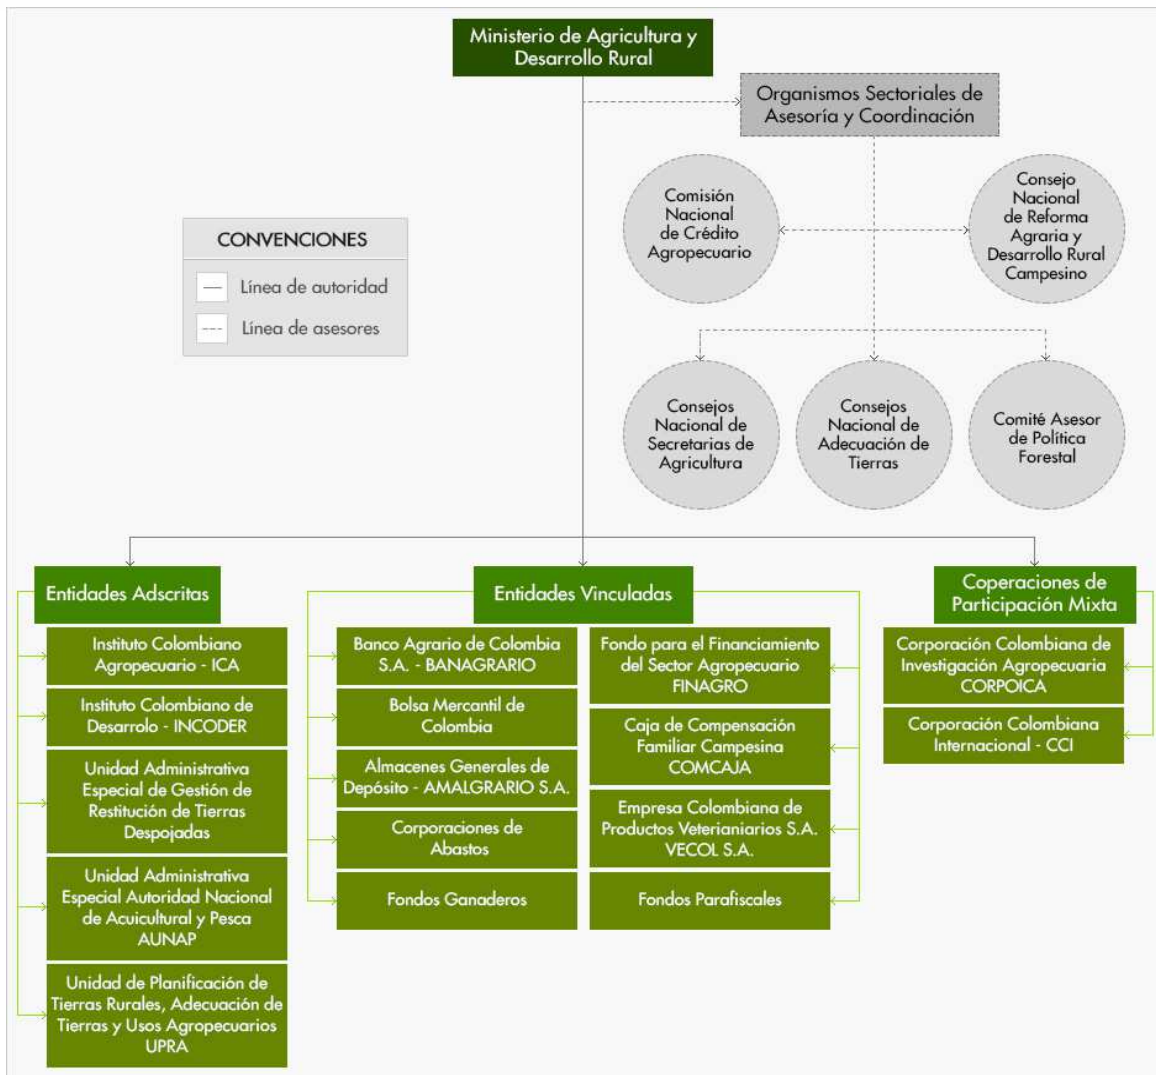 Ministerio de Agricultura y
Desarrollo Rural
Organismos Sectoriales de
Asesoría y Coordinación
Comisión
Nacional
de Crédito
Agropecuario
Consejo
Nacional
de Reforma
Agraria y
Desarrollo Rural
Campesino
CONVENCIONES
Línea de autoridad
Línea de asesores
Consejos
Nacional de
Secretarias de
Agricultura
Consejos
Nacional de
Adecuación de
Tierras
Comité Asesor
de Política
Forestal
Entidades Adscritas
Instituto Colombiano
Agropecuario - ICA
Instituto Colombiano de
Desarrolo - INCODER
Unidad Administrativa
Especial de Gestión de
Restitución de Tierras
Despojadas
Unidad Administrativa
Especial Autoridad Nacional
de Acuicultural y Pesca
AUNAP
Unidad de Planificación de
Tierras Rurales, Adecuación de
Tierras y Usos Agropecuarios
UPRA
Entidades Vinculadas
Banco Agrario de Colombia
S.A. - BANAGRARIO
Bolsa Mercantil de
Colombia
Almacenes Generales de
Depósito - AMALGRARIO S.A.
Corporaciones de
Abastos
Fondos Ganaderos
Fondo para el Financiamiento
del Sector Agropecuario
FINAGRO
Caja de Compensación
Familiar Campesina
COMCAJA
Empresa Colombiana de
Productos Veterianiarios S.A.
VECOL S.A.
Fondos Parafiscales
Coperaciones de
Participación Mixta
Corporación Colombiana de
Investigación Agropecuaria
CORPOICA
Corporación Colombiana
Internacional - CCI